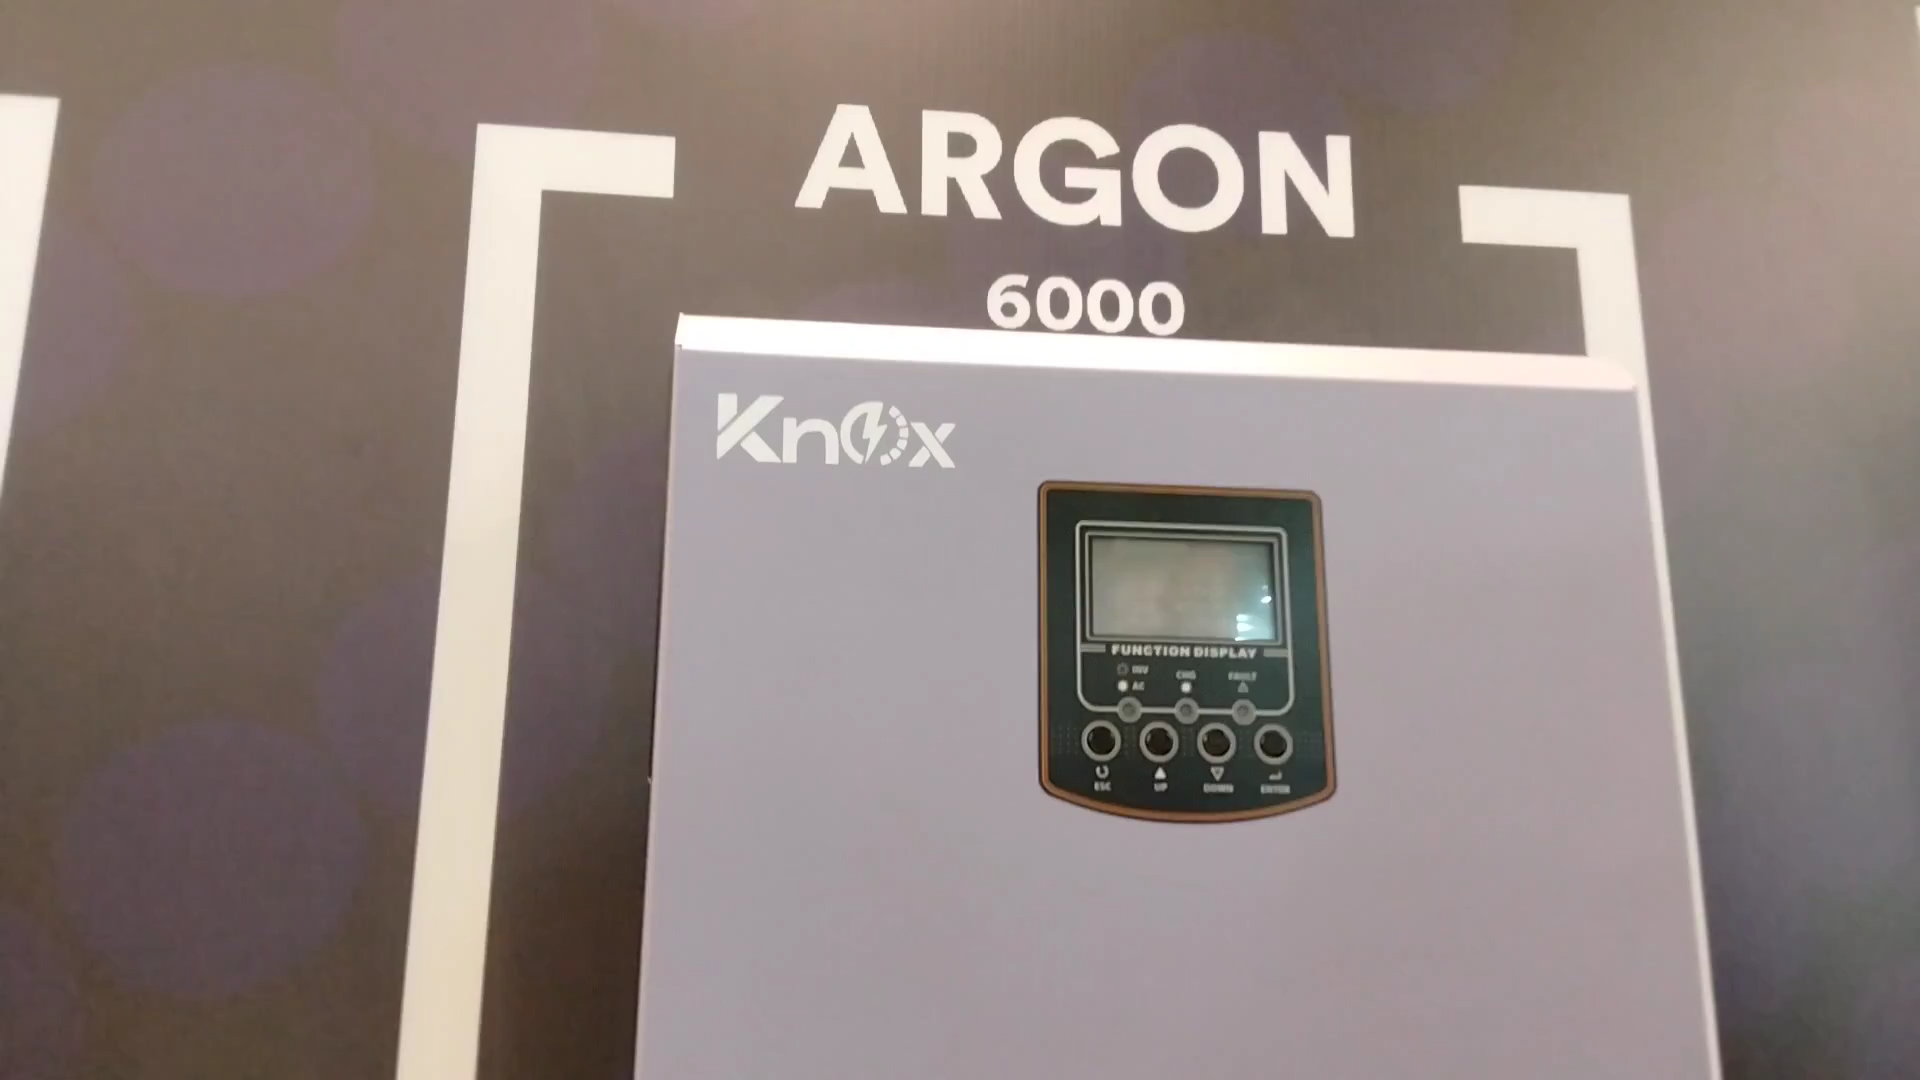 ARGON
6000
Knox
FUNCTION DISPLAY
INV
CHG
FAULT
AC
ESC
UP
DOWN
ENTER